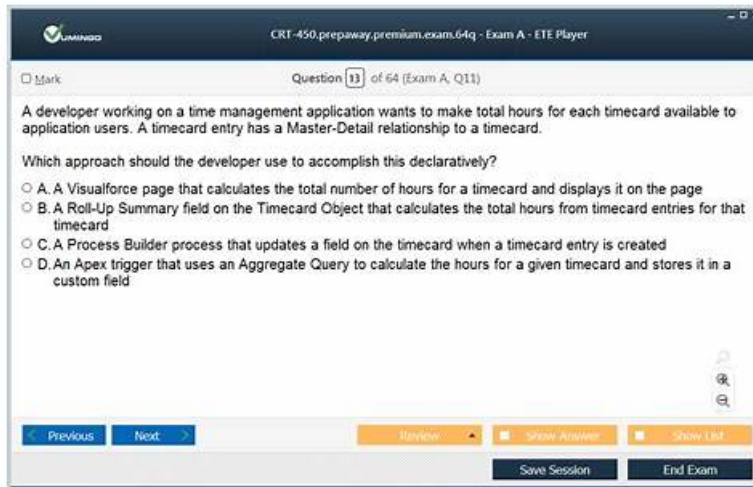 VUMINGO
CRT-450.prepaway.premium.exam.64q - Exam A - ETE Player
Mark
Question 13 of 64 (Exam A, Q11)
A developer working on a time management application wants to make total hours for each timecard available to
application users. A timecard entry has a Master-Detail relationship to a timecard.
Which approach should the developer use to accomplish this declaratively?
A. A Visualforce page that calculates the total number of hours for a timecard and displays it on the page
B. A Roll-Up Summary field on the Timecard Object that calculates the total hours from timecard entries for that
timecard
C. A Process Builder process that updates a field on the timecard when a timecard entry is created
D. An Apex trigger that uses an Aggregate Query to calculate the hours for a given timecard and stores it in a
custom field
Previous Next Review Show Answer Show List
Save Session End Exam